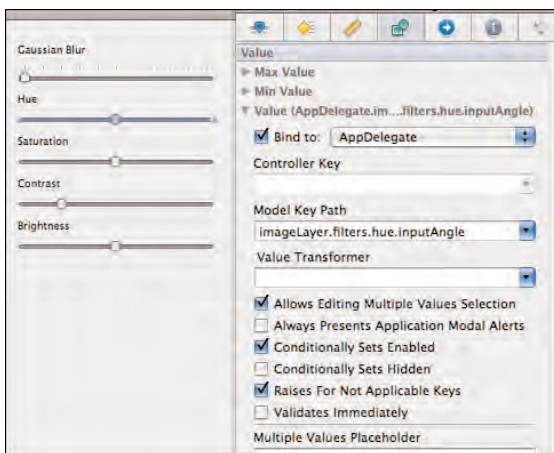 Gaussian Blur
Hue
Saturation
Contrast
Brightness
Value
Max Value
Min Value
Value (AppDelegate.im....filters.hue.inputAngle)
Bind to: AppDelegate
Controller Key
Model Key Path
imageLayer.filters.hue.inputAngle
Value Transformer
Allows Editing Multiple Values Selection
Always Presents Application Modal Alerts
Conditionally Sets Enabled
Conditionally Sets Hidden
Raises For Not Applicable Keys
Validates Immediately
Multiple Values Placeholder